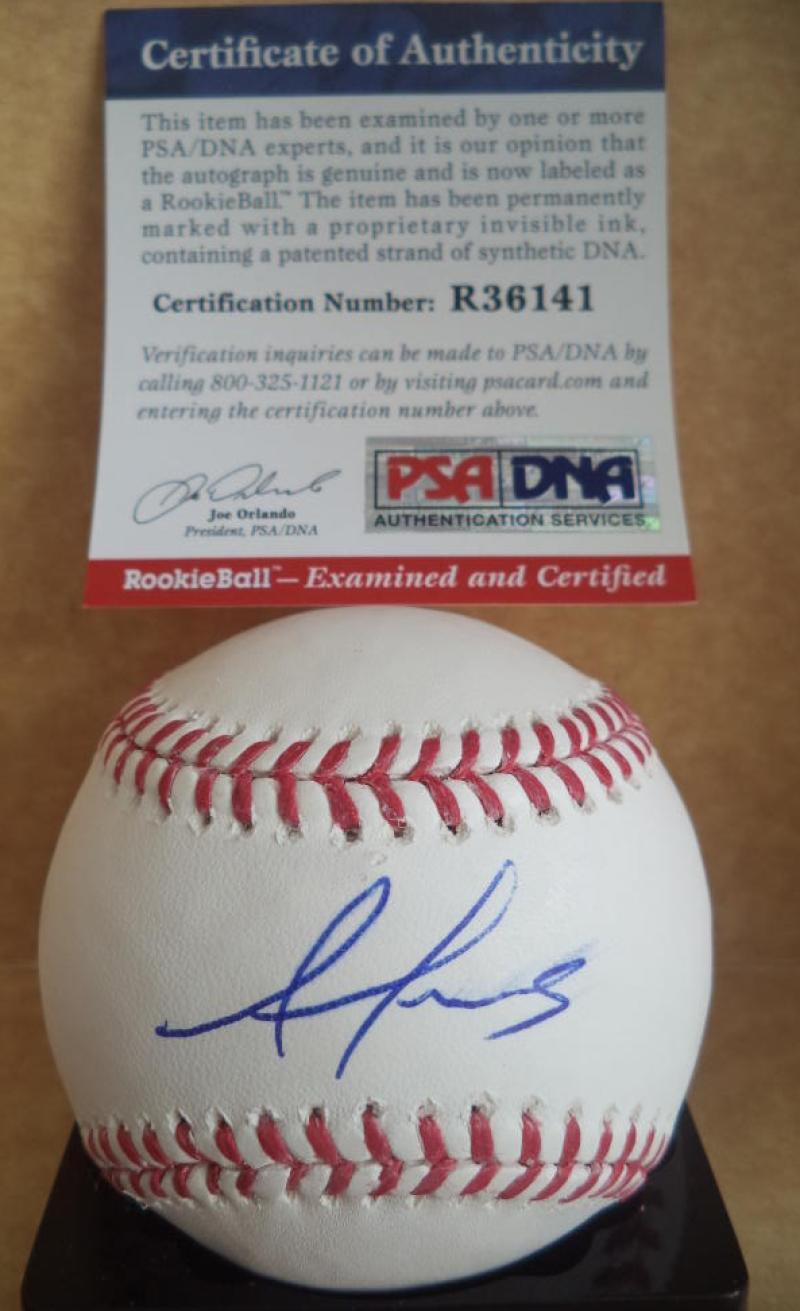 Certificate of Authenticity
This item has been examined by one or more
PSA/DNA experts, and it is our opinion that
the autograph is genuine and is now labeled as
a RookieBall.™ The item has been permanently
marked with a proprietary invisible ink,
containing a patented strand of synthetic DNA.
Certification Number: R36141
Verification inquiries can be made to PSA/DNA by
calling 800-325-1121 or by visiting psacard.com and
entering the certification number above.
Joe Orlando
President, PSA/DNA
PSA DNA
AUTHENTICATION SERVICES
RookieBall™— Examined and Certified